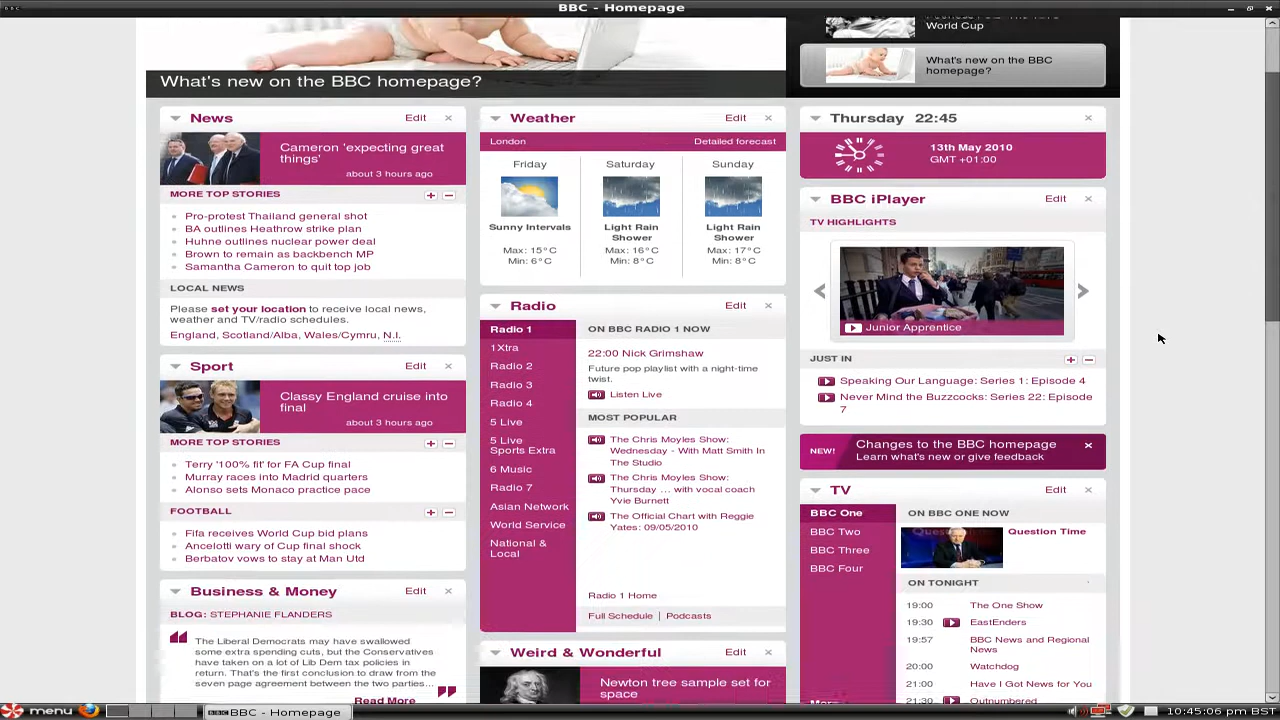 BBC - Homepage
What's new on the BBC homepage?
World Cup
What's new on the BBC
homepage?
News Edit
Cameron 'expecting great
things'
about 3 hours ago
MORE TOP STORIES
Pro-protest Thailand general shot
BA outlines Heathrow strike plan
Huhne outlines nuclear power deal
Brown to remain as backbench MP
Samantha Cameron to quit top job
LOCAL NEWS
Please set your location to receive local news,
weather and TV/radio schedules.
England, Scotland/Alba, Wales/Cymru, N.I.
Sport Edit
Classy England cruise into
final
about 3 hours ago
MORE TOP STORIES
Terry '100% fit' for FA Cup final
Murray races into Madrid quarters
Alonso sets Monaco practice pace
FOOTBALL
Fifa receives World Cup bid plans
Ancelotti wary of Cup final shock
Berbatov vows to stay at Man Utd
Business & Money Edit
BLOG: STEPHANIE FLANDERS
The Liberal Democrats may have swallowed
some extra spending cuts, but the Conservatives
have taken on a lot of Lib Dem tax policies in
return. That's the first conclusion to draw from the
seven page agreement between the two parties...
Read More
Weather Edit
London Detailed forecast
Friday Saturday Sunday
Sunny Intervals Light Rain Shower Light Rain Shower
Max: 15°C Max: 16°C Max: 17°C
Min: 6°C Min: 8°C Min: 8°C
Radio Edit
Radio 1
1Xtra
Radio 2
Radio 3
Radio 4
5 Live
5 Live
Sports Extra
6 Music
Radio 7
Asian Network
World Service
National &
Local
ON BBC RADIO 1 NOW
22:00 Nick Grimshaw
Future pop playlist with a night-time
twist.
Listen Live
MOST POPULAR
The Chris Moyles Show:
Wednesday - With Matt Smith In
The Studio
The Chris Moyles Show:
Thursday ... with vocal coach
Yvie Burnett
The Official Chart with Reggie
Yates: 09/05/2010
Radio 1 Home
Full Schedule | Podcasts
Weird & Wonderful Edit
Newton tree sample set for
space
Thursday 22:45
13th May 2010
GMT +01:00
BBC iPlayer Edit
TV HIGHLIGHTS
Junior Apprentice
JUST IN
Speaking Our Language: Series 1: Episode 4
Never Mind the Buzzcocks: Series 22: Episode
7
NEW! Changes to the BBC homepage
Learn what's new or give feedback
TV Edit
BBC One
BBC Two
BBC Three
BBC Four
ON BBC ONE NOW
Question Time
ON TONIGHT
19:00 The One Show
19:30 EastEnders
19:57 BBC News and Regional
News
20:00 Watchdog
21:00 Have I Got News for You
21:30 Outnumbered
menu BBC - Homepage 10:45:06 pm BST